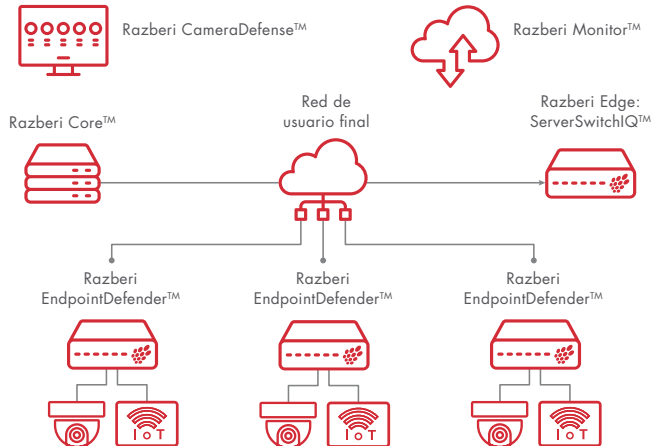 Razberi CameraDefense™
Razberi Monitor™
Razberi Core™
Red de
usuario final
Razberi Edge:
ServerSwitchIQ™
Razberi
EndpointDefender™
Razberi
EndpointDefender™
Razberi
EndpointDefender™
IoT
IoT
IoT